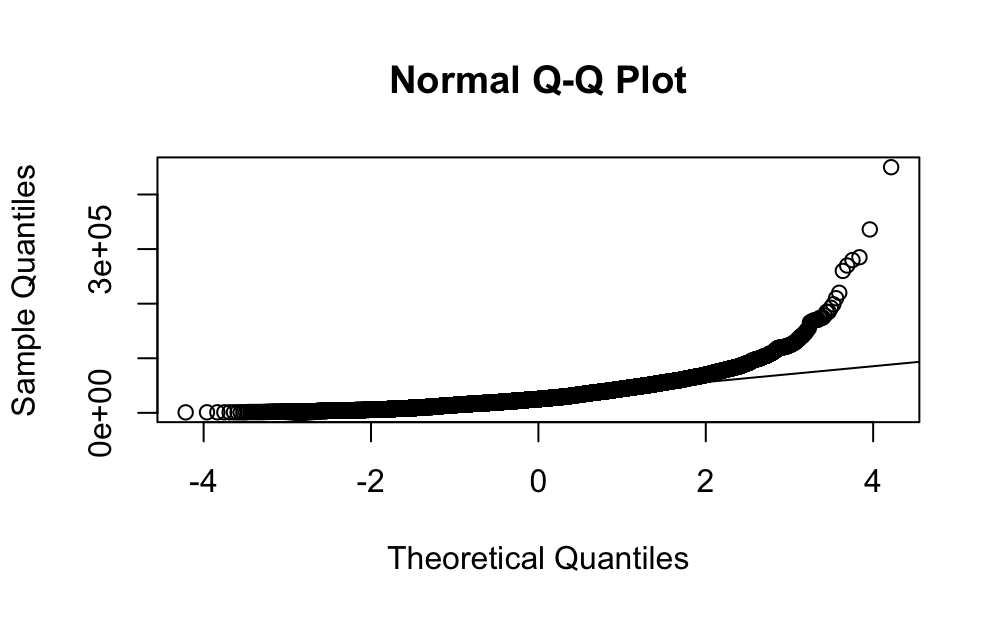 Normal Q-Q Plot
Sample Quantiles
3e+05
0e+00
-4 -2 0 2 4
Theoretical Quantiles